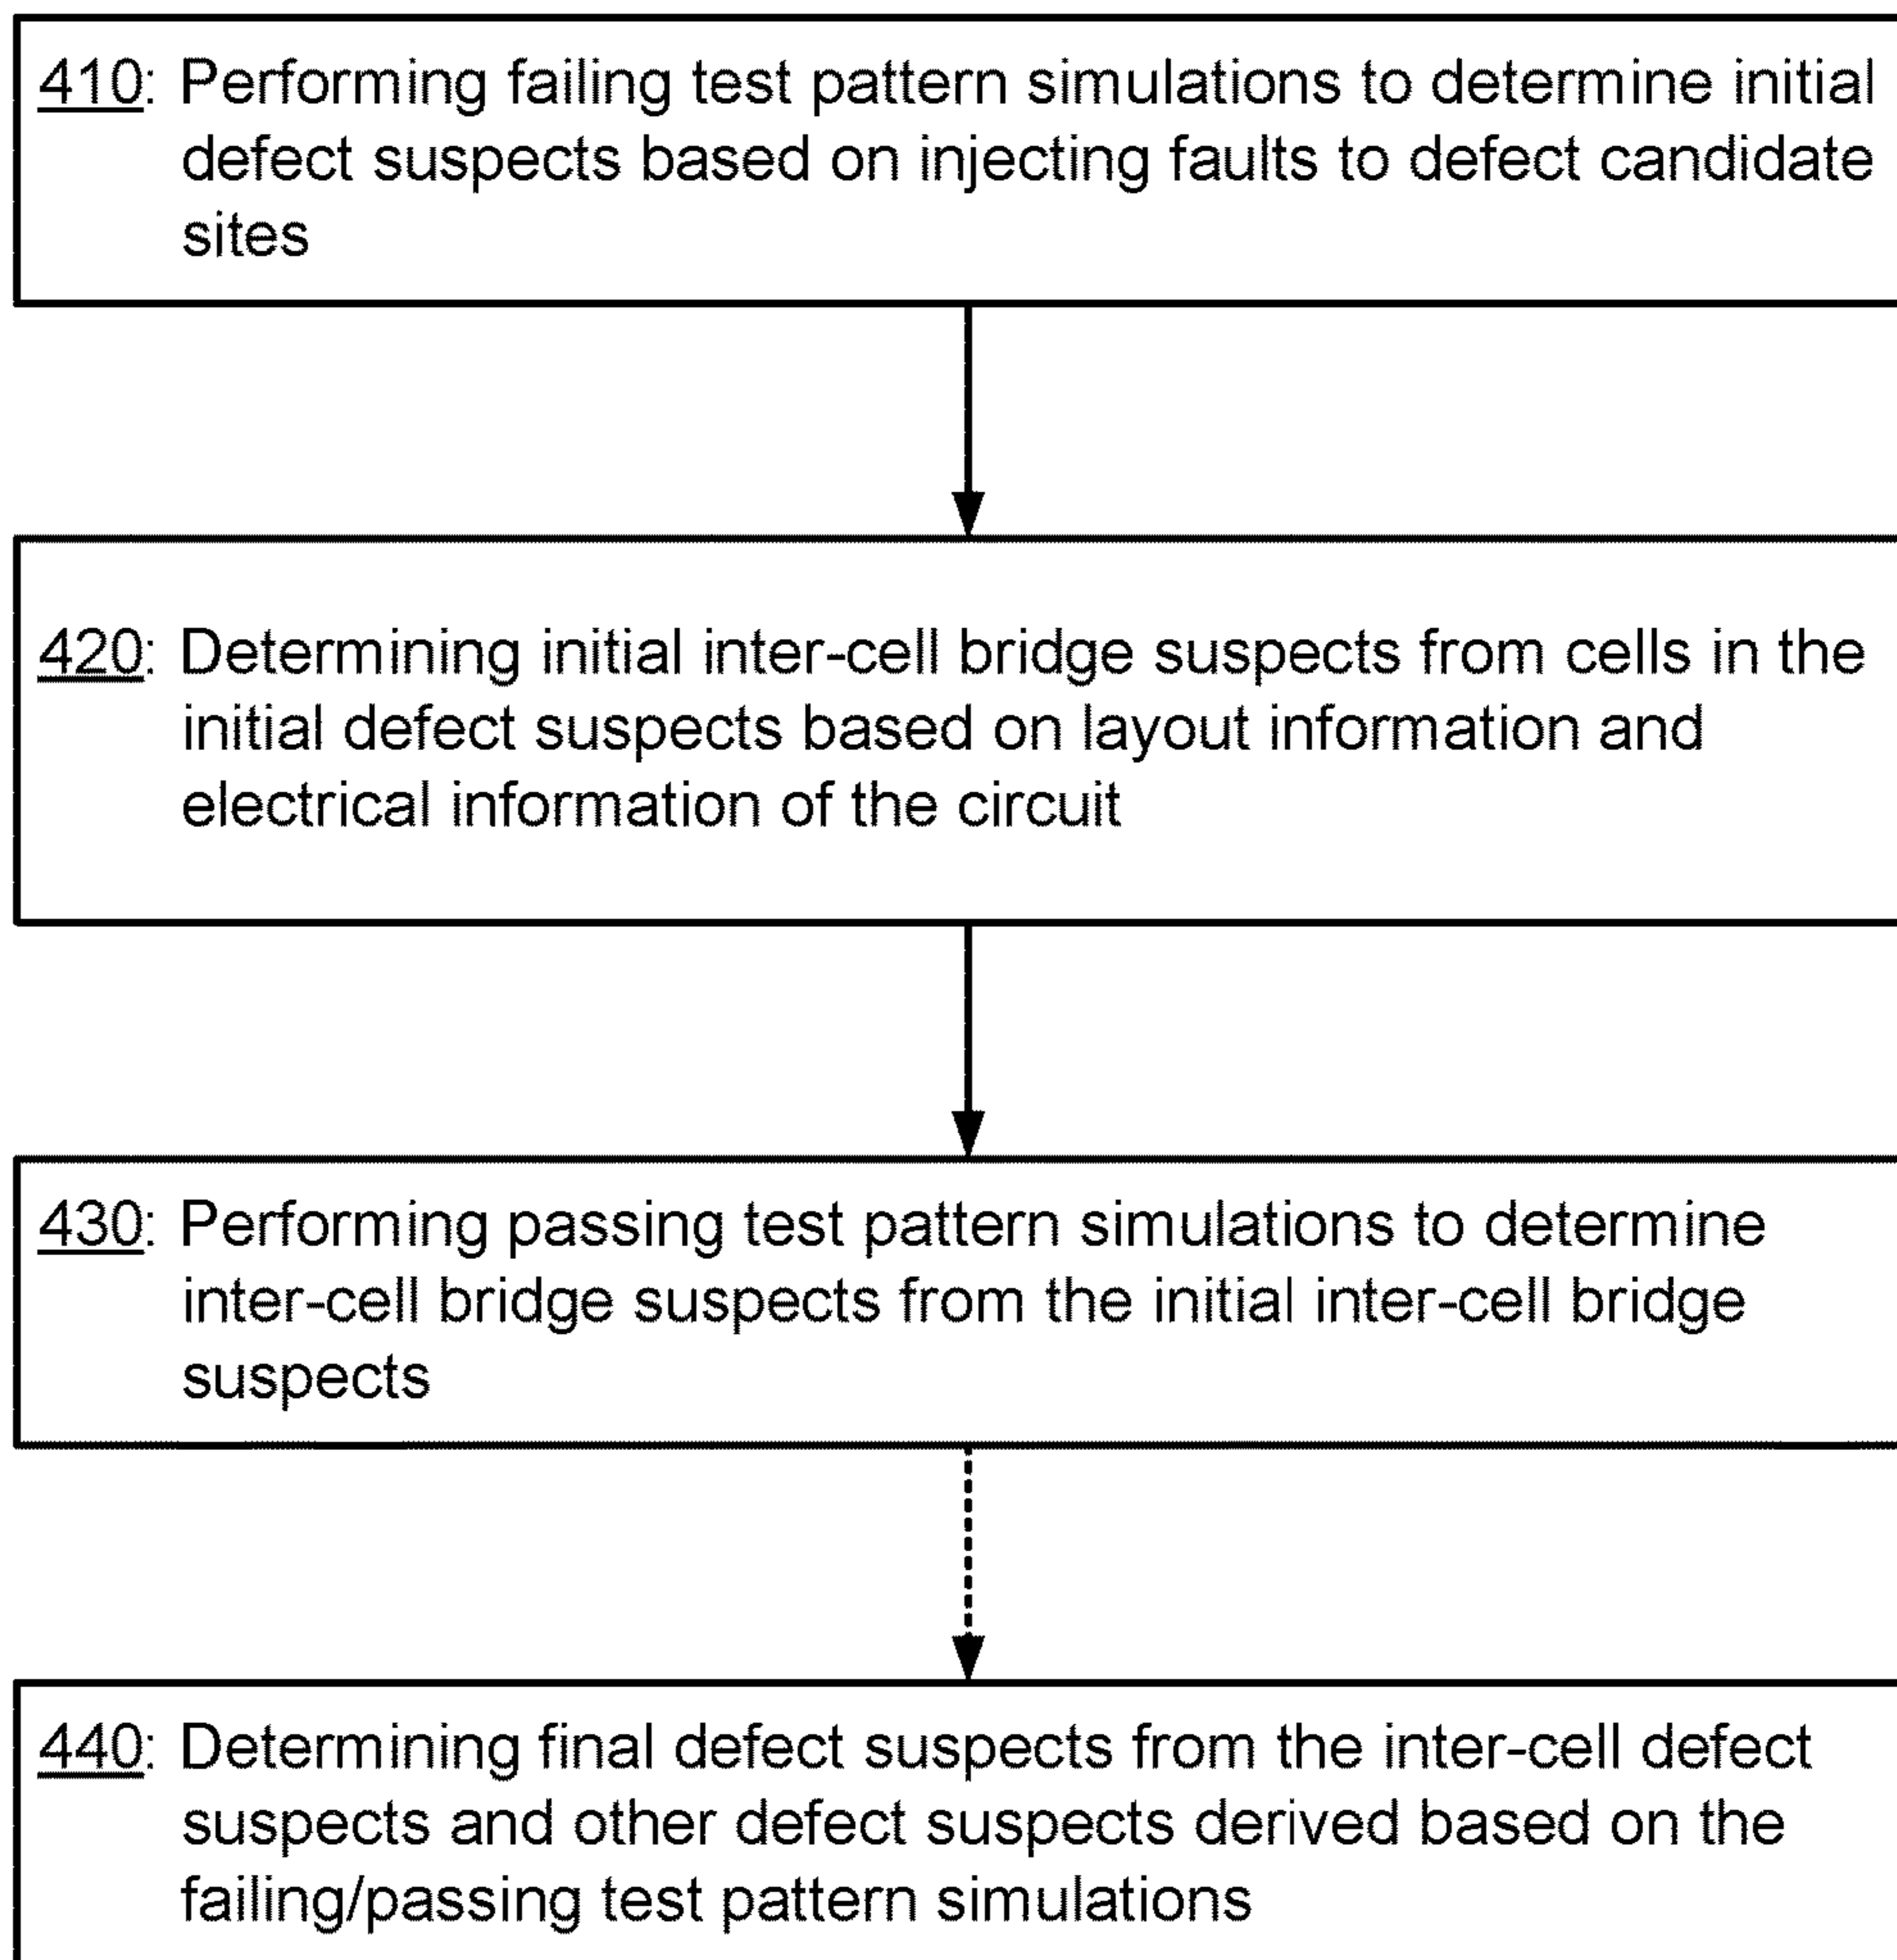 410: Performing failing test pattern simulations to determine initial
defect suspects based on injecting faults to defect candidate
sites
420: Determining initial inter-cell bridge suspects from cells in the
initial defect suspects based on layout information and
electrical information of the circuit
430: Performing passing test pattern simulations to determine
inter-cell bridge suspects from the initial inter-cell bridge
suspects
440: Determining final defect suspects from the inter-cell defect
suspects and other defect suspects derived based on the
failing/passing test pattern simulations